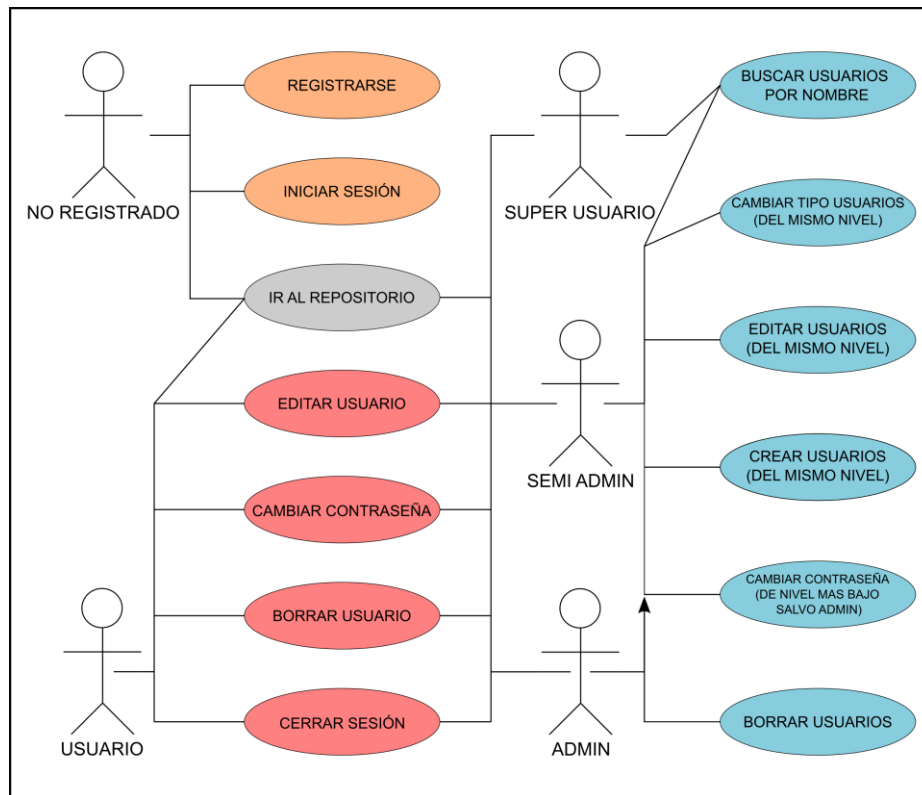 NO REGISTRADO
REGISTRARSE
INICIAR SESIÓN
IR AL REPOSITORIO
EDITAR USUARIO
CAMBIAR CONTRASEÑA
BORRAR USUARIO
CERRAR SESIÓN
USUARIO
SUPER USUARIO
SEMI ADMIN
ADMIN
BUSCAR USUARIOS
POR NOMBRE
CAMBIAR TIPO USUARIOS
(DEL MISMO NIVEL)
EDITAR USUARIOS
(DEL MISMO NIVEL)
CREAR USUARIOS
(DEL MISMO NIVEL)
CAMBIAR CONTRASEÑA
(DE NIVEL MAS BAJO
SALVO ADMIN)
BORRAR USUARIOS